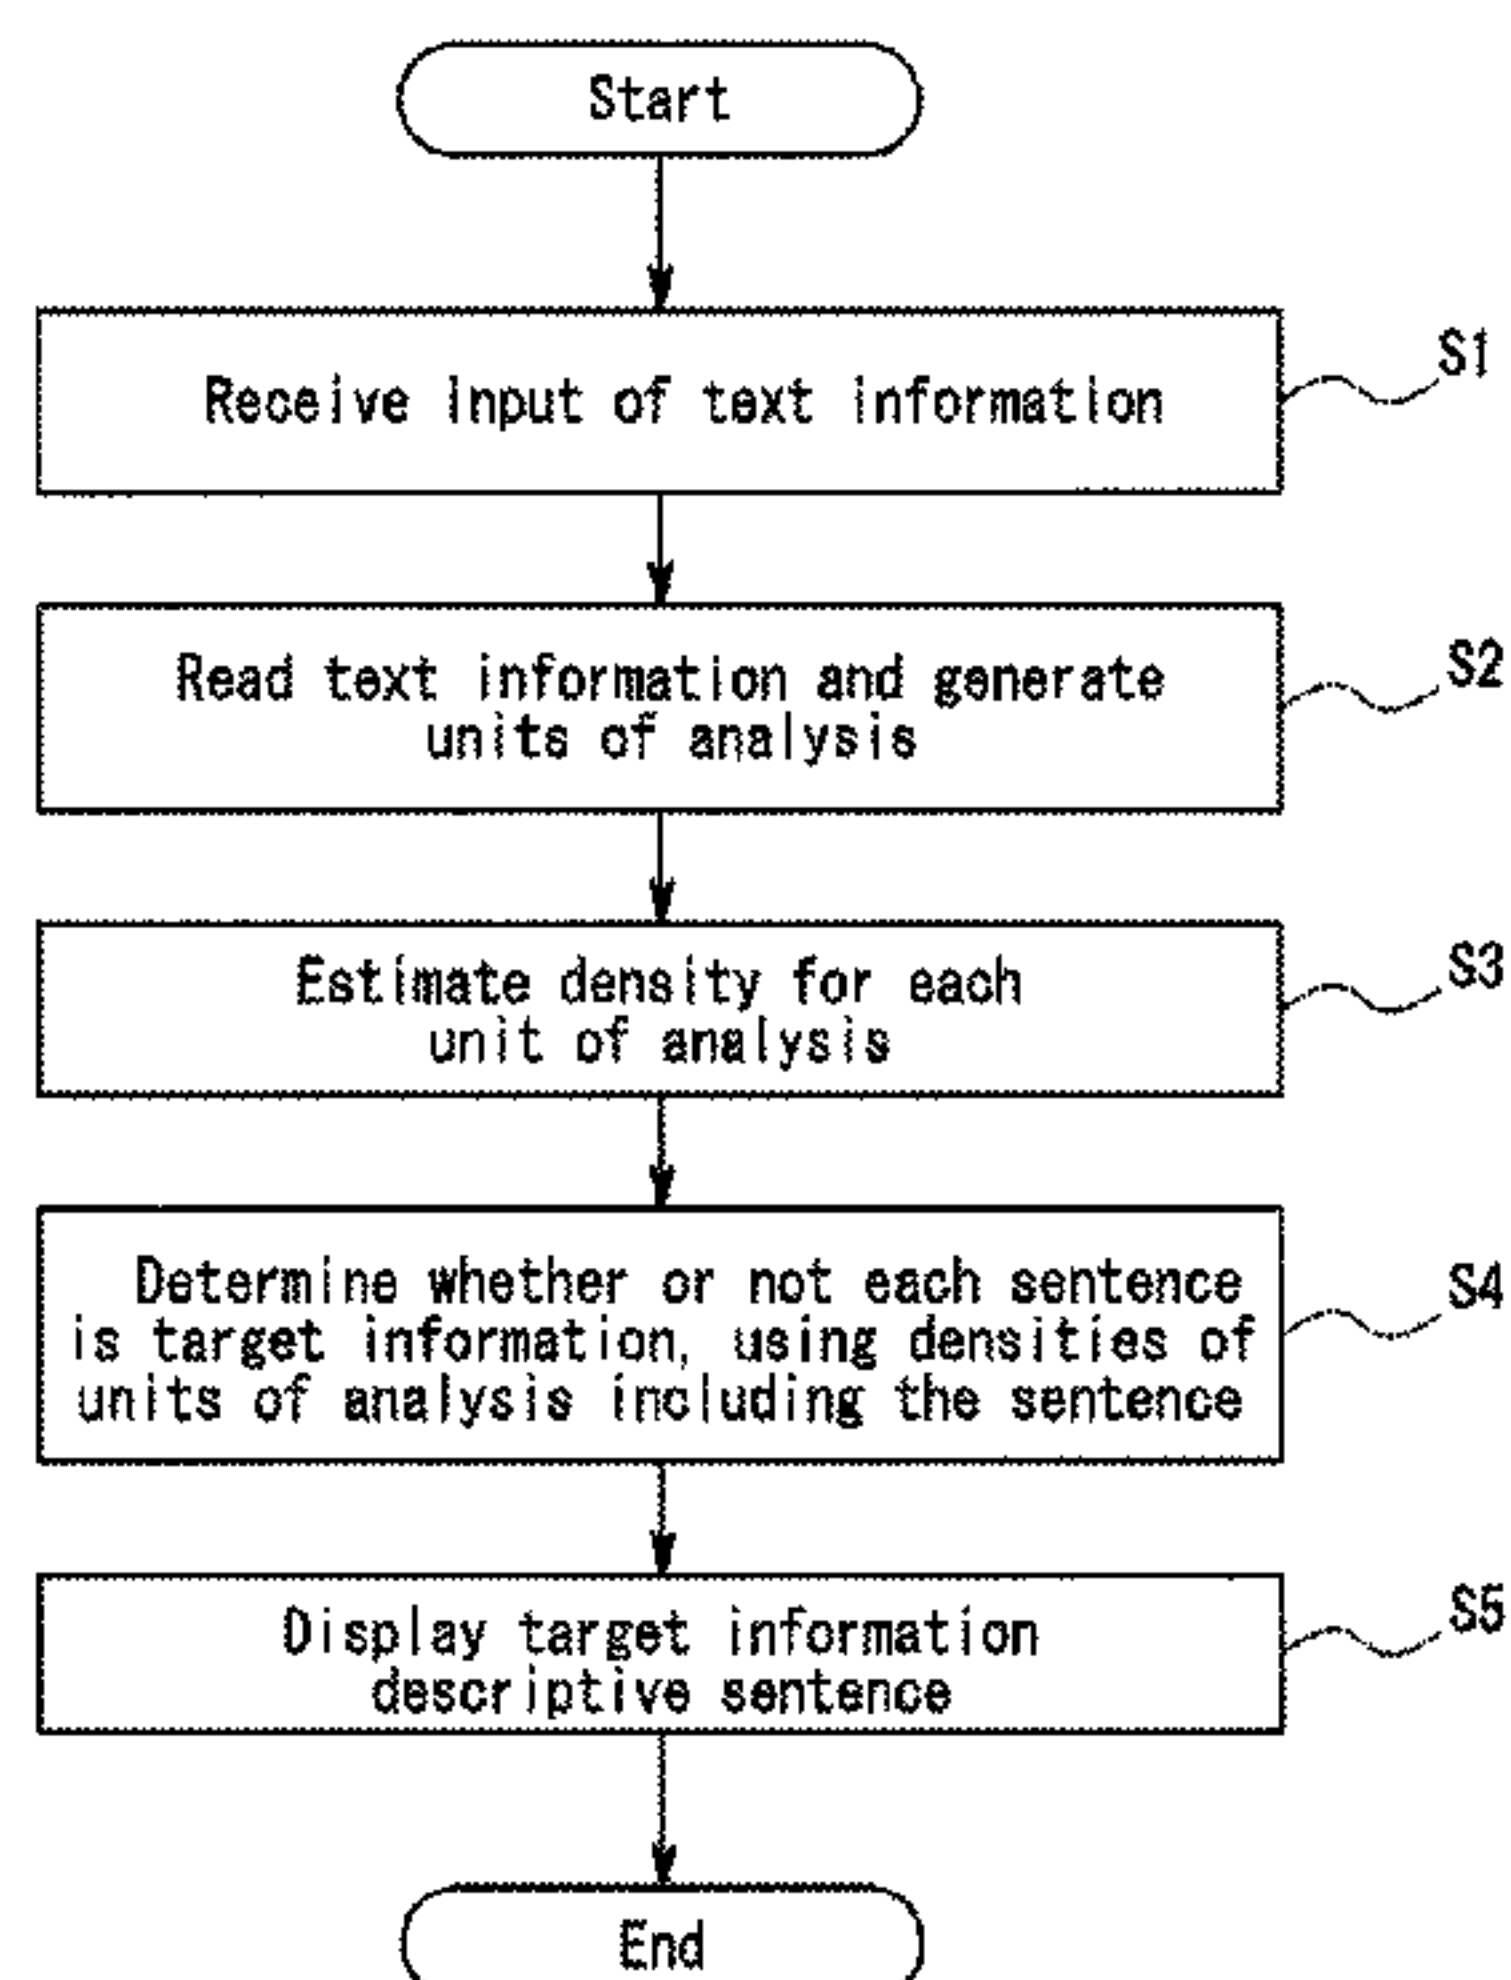 Start
Receive input of text information
S1
Read text information and generate
units of analysis
S2
Estimate density for each
unit of analysis
S3
Determine whether or not each sentence
is target information, using densities of
units of analysis including the sentence
S4
Display target information
descriptive sentence
S5
End